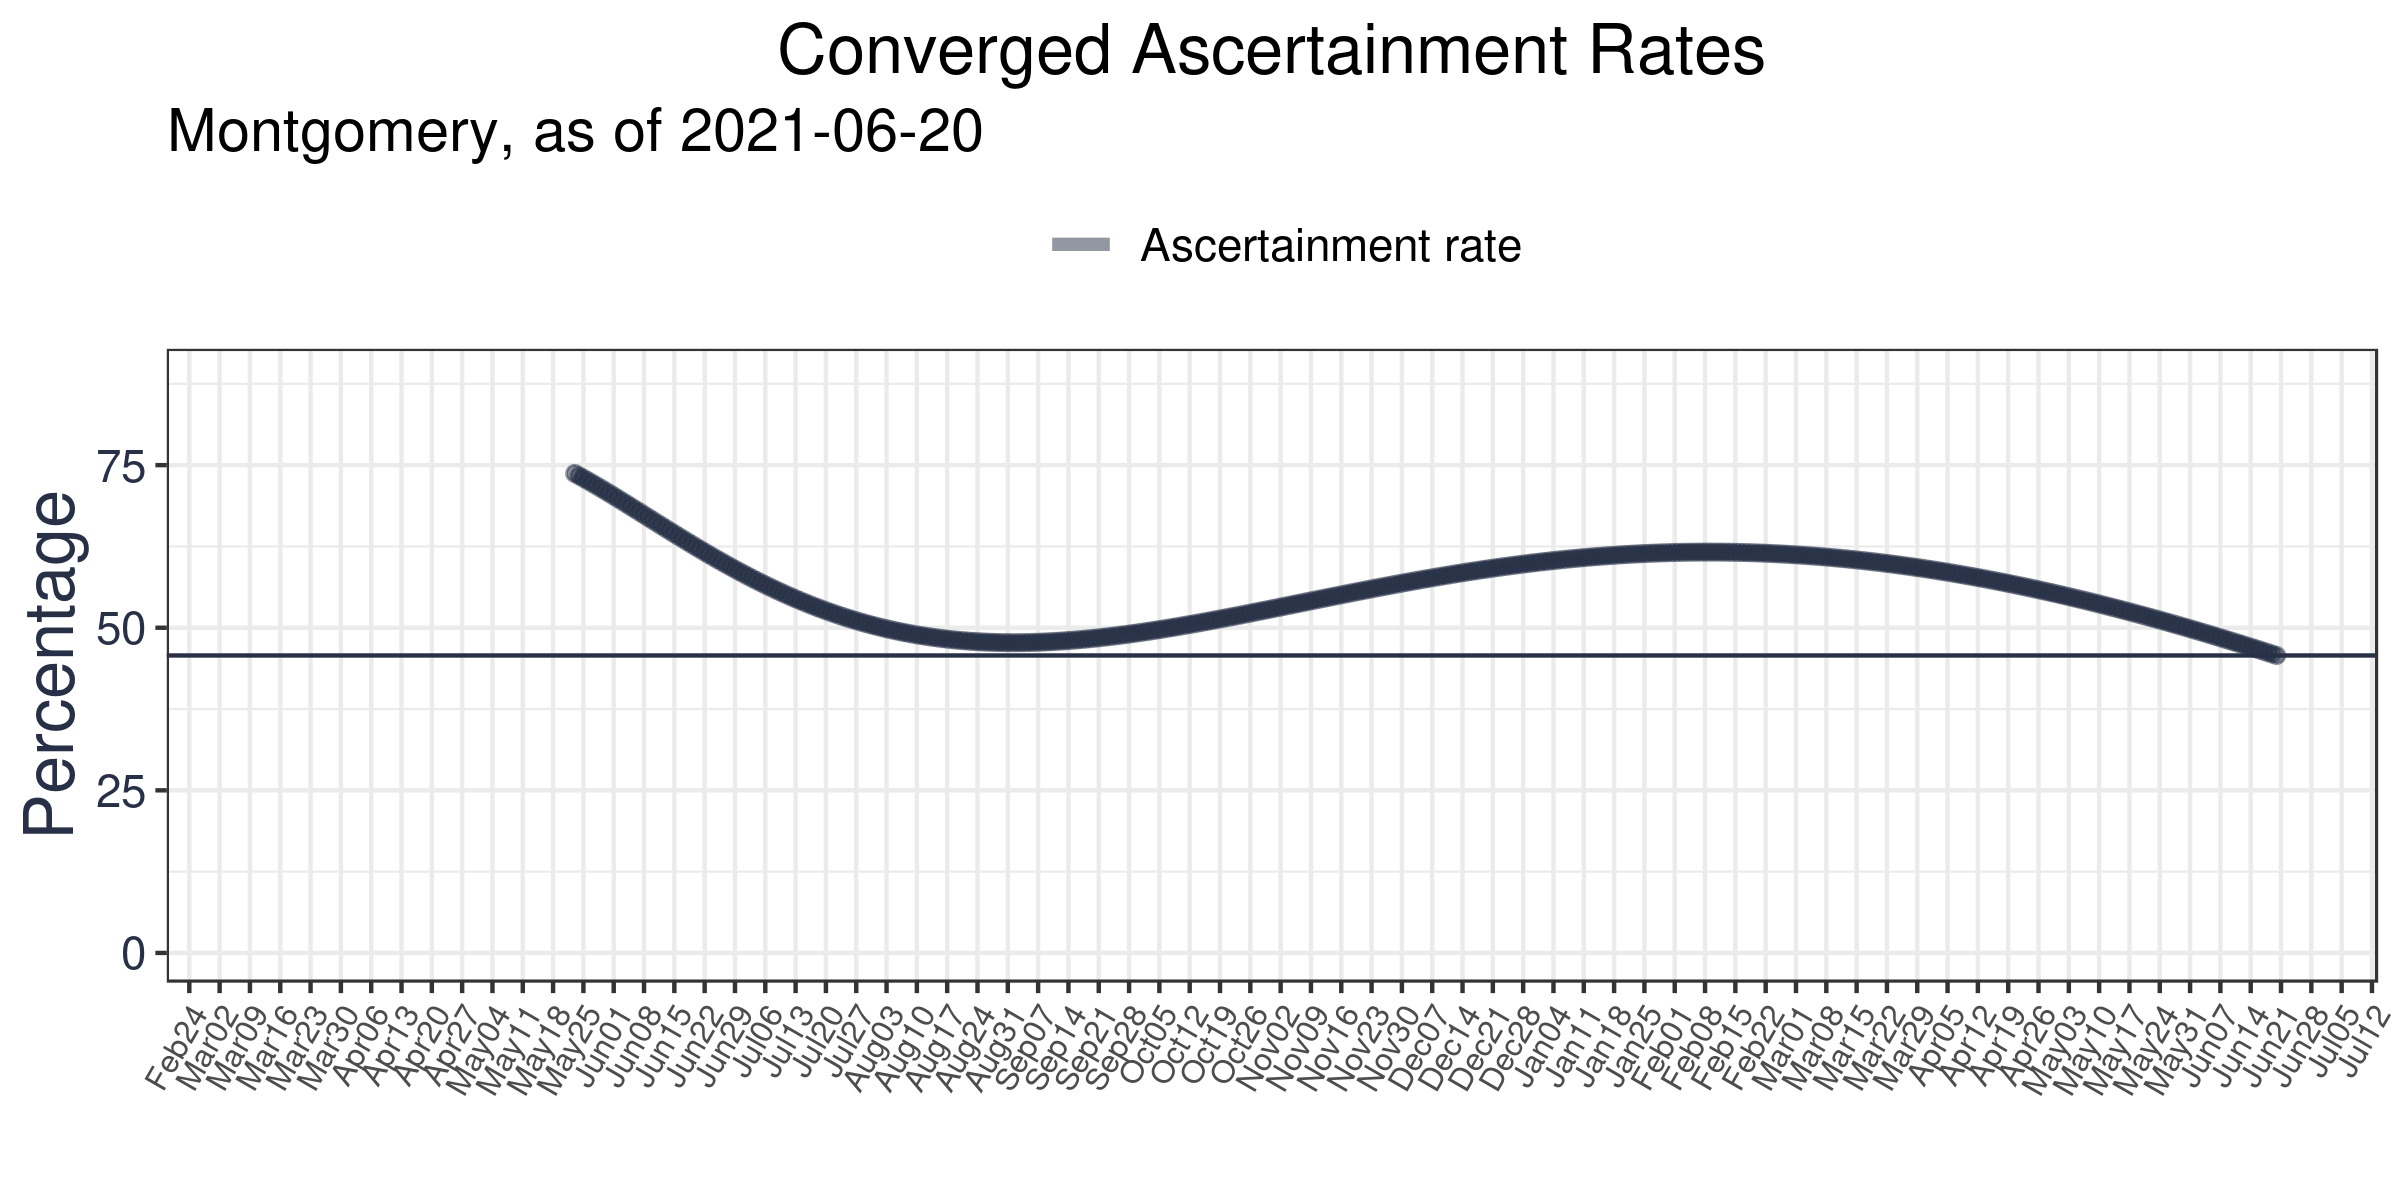 Converged Ascertainment Rates
Montgomery, as of 2021-06-20
Ascertainment rate
Percentage
75
50
25
0
Feb24
Mar02
Mar09
Mar16
Mar23
Mar30
Apr06
Apr13
Apr20
Apr27
May04
May11
May18
May25
Jun01
Jun08
Jun15
Jun22
Jun29
Jul06
Jul13
Jul20
Jul27
Aug03
Aug10
Aug17
Aug24
Aug31
Sep07
Sep14
Sep21
Sep28
Oct05
Oct12
Oct19
Oct26
Nov02
Nov09
Nov16
Nov23
Nov30
Dec07
Dec14
Dec21
Dec28
Jan04
Jan11
Jan18
Jan25
Feb01
Feb08
Feb15
Feb22
Mar01
Mar08
Mar15
Mar22
Mar29
Apr05
Apr12
Apr19
Apr26
May03
May10
May17
May24
May31
Jun07
Jun14
Jun21
Jun28
Jul05
Jul12